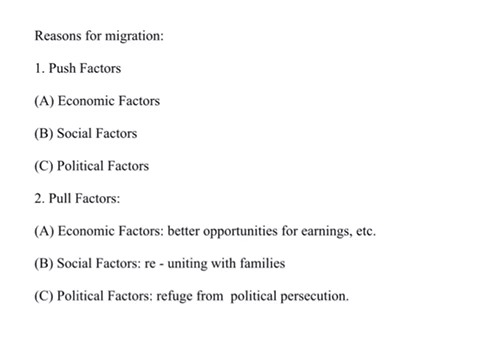 Reasons for migration:
1. Push Factors
(A) Economic Factors
(B) Social Factors
(C) Political Factors
2. Pull Factors:
(A) Economic Factors: better opportunities for earnings, etc.
(B) Social Factors: re - uniting with families
(C) Political Factors: refuge from  political persecution.